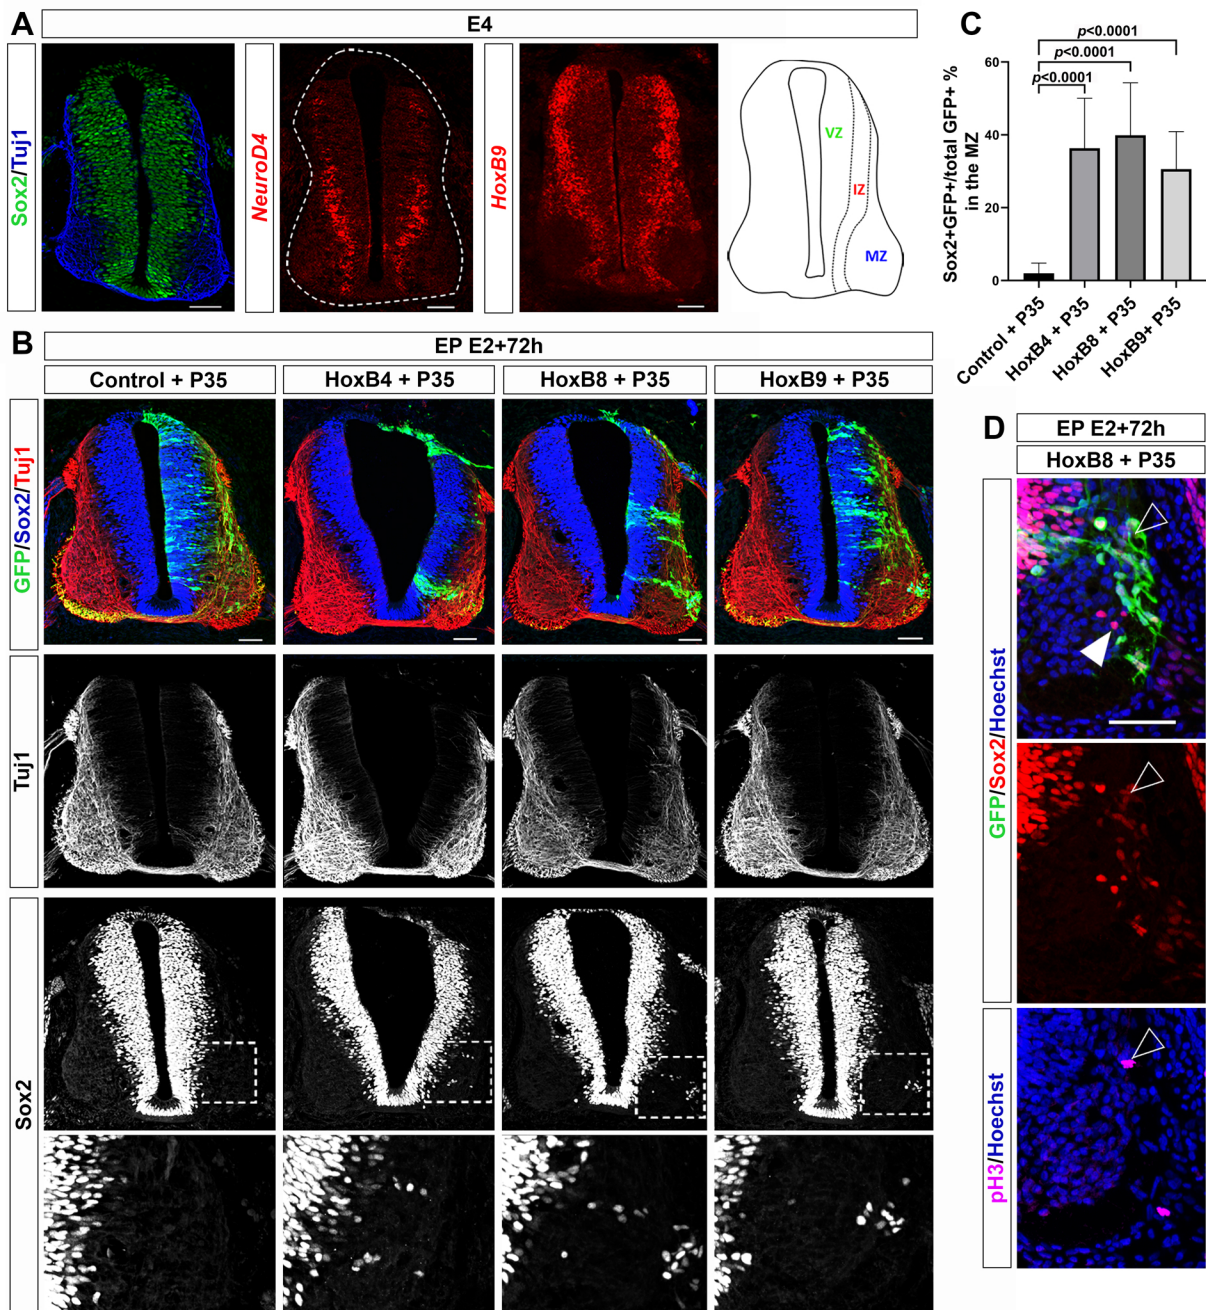 A
E4
Sox2/Tuj1
NeuroD4
HoxB9
VZ
IZ
MZ
C
Sox2+GFP+/total GFP+ %
in the MZ
60
40
20
0
p<0.0001
p<0.0001
p<0.0001
Control + P35
HoxB4 + P35
HoxB8 + P35
HoxB9+ P35
B
EP E2+72h
Control + P35
HoxB4 + P35
HoxB8 + P35
HoxB9 + P35
GFP/Sox2/Tuj1
Tuj1
Sox2
D
EP E2+72h
HoxB8 + P35
GFP/Sox2/Hoechst
pH3/Hoechst